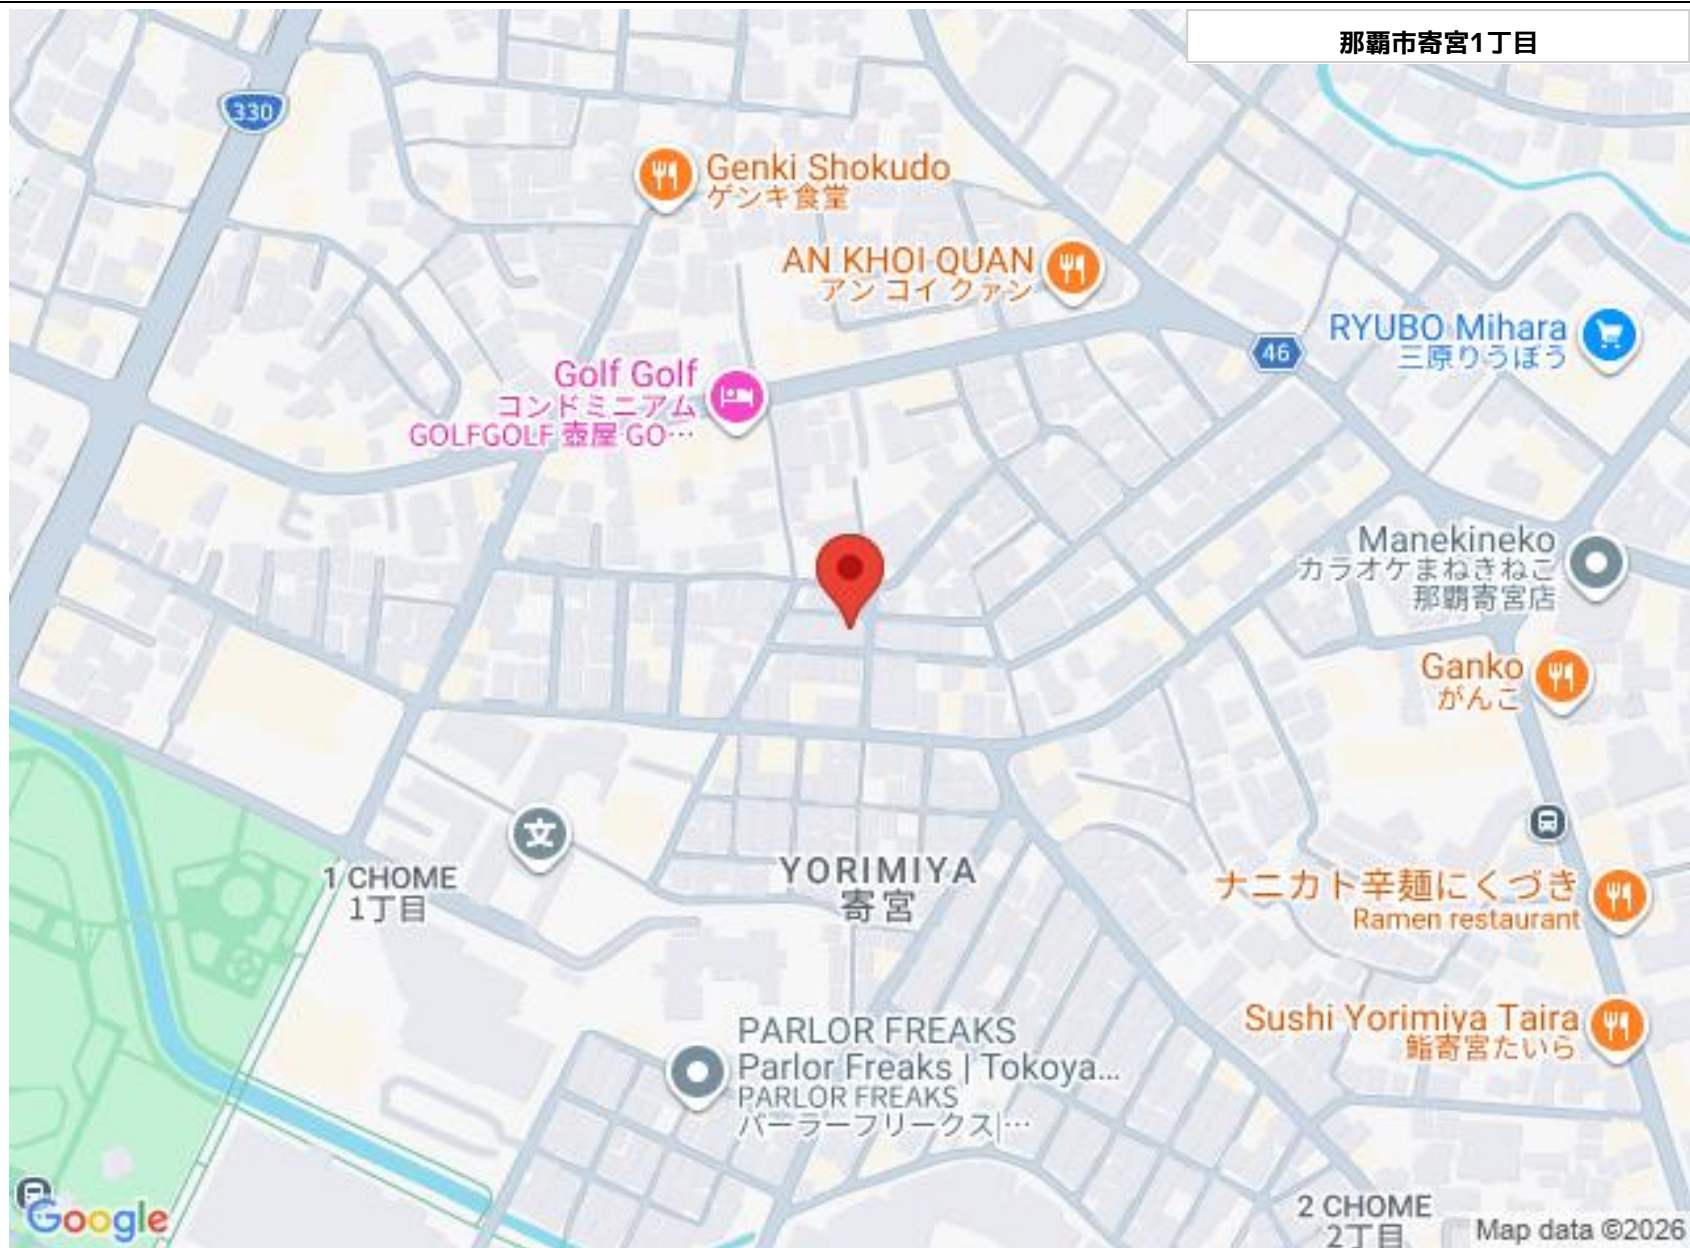 那覇市寄宮1丁目
330
Genki Shokudo
ゲンキ食堂
AN KHOI QUAN
アン コイ クァン
RYUBO Mihara
三原りうぼう
46
Golf Golf
コンドミニアム
GOLFGOLF 壺屋 GO…
Manekineko
カラオケまねきねこ
那覇寄宮店
Ganko
がんこ
文
1 CHOME
1丁目
YORIMIYA
寄宮
ナニカト辛麺にくづき
Ramen restaurant
Sushi Yorimiya Taira
鮨寄宮たいら
PARLOR FREAKS
Parlor Freaks | Tokoya...
PARLOR FREAKS
パーラーフリークス|…
2 CHOME
2丁目
Google
Map data ©2026